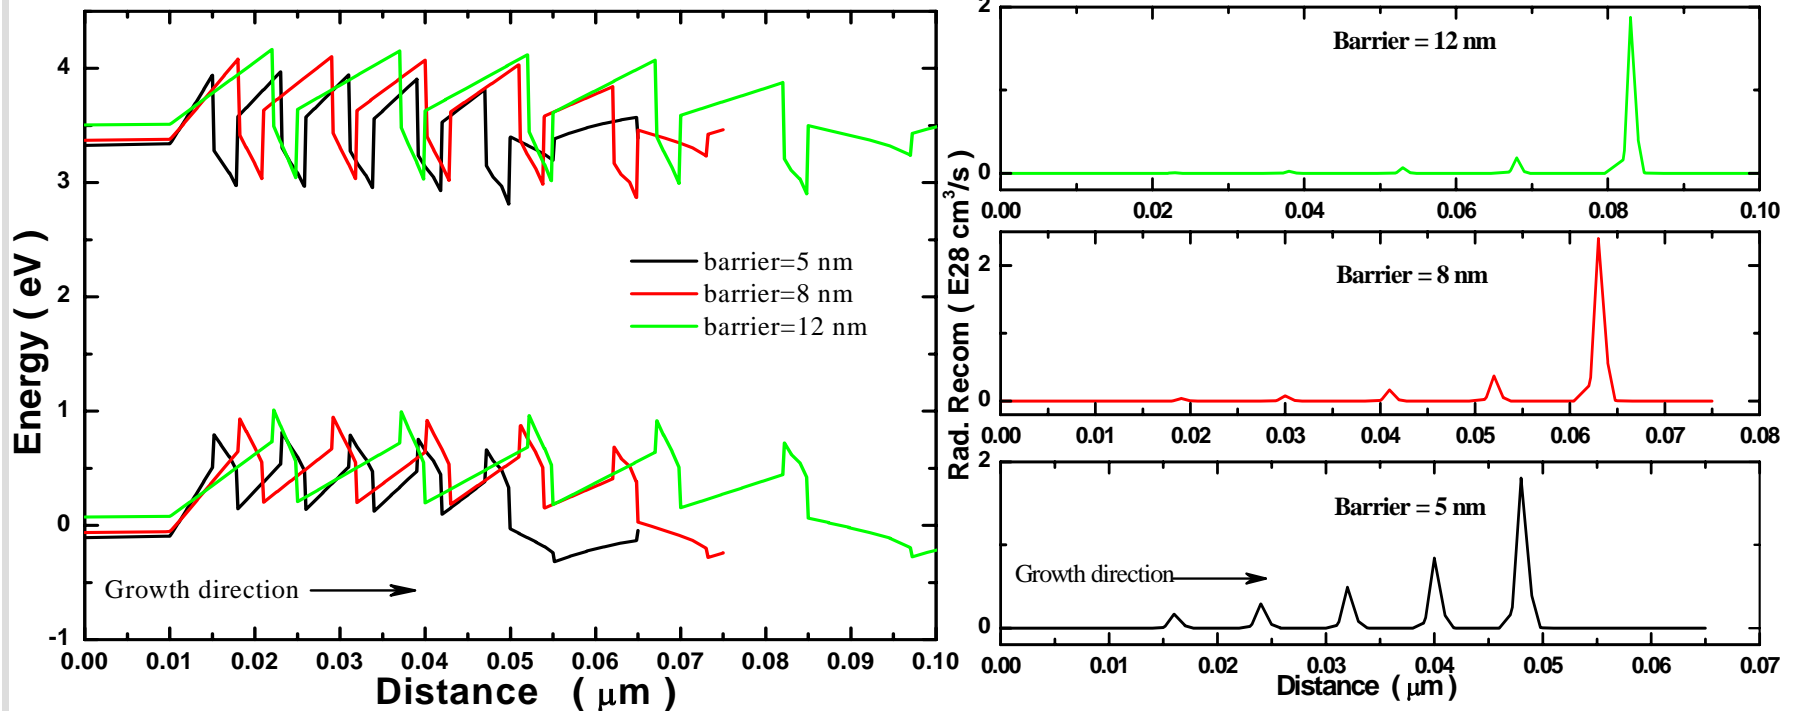 4
3
2
1
0
-1
Energy ( eV )
barrier=5 nm
barrier=8 nm
barrier=12 nm
Growth direction
0.00 0.01 0.02 0.03 0.04 0.05 0.06 0.07 0.08 0.09 0.10
Distance ( μm )
Rad. Recom ( E28 cm³/s )
2
Barrier = 12 nm
0
0.00 0.02 0.04 0.06 0.08 0.10
2
Barrier = 8 nm
0
0.00 0.01 0.02 0.03 0.04 0.05 0.06 0.07 0.08
2
Barrier = 5 nm
Growth direction
0
0.00 0.01 0.02 0.03 0.04 0.05 0.06 0.07
Distance ( μm )